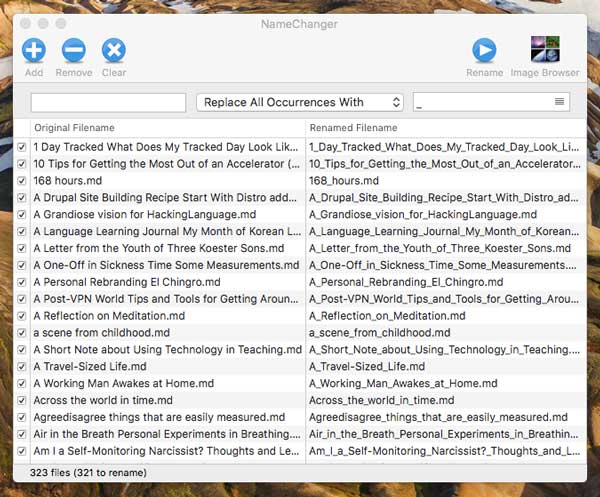 NameChanger
Add Remove Clear Rename Image Browser
Replace All Occurrences With _
Original Filename Renamed Filename
1 Day Tracked What Does My Tracked Day Look Lik... 1_Day_Tracked_What_Does_My_Tracked_Day_Look_Li...
10 Tips for Getting the Most Out of an Accelerator (... 10_Tips_for_Getting_the_Most_Out_of_an_Accelerator...
168 hours.md 168_hours.md
A Drupal Site Building Recipe Start With Distro add... A_Drupal_Site_Building_Recipe_Start_With_Distro_a...
A Grandiose vision for HackingLanguage.md A_Grandiose_vision_for_HackingLanguage.md
A Language Learning Journal My Month of Korean L... A_Language_Learning_Journal_My_Month_of_Korean...
A Letter from the Youth of Three Koester Sons.md A_Letter_from_the_Youth_of_Three_Koester_Sons.md
A One-Off in Sickness Time Some Measurements.md A_One-Off_in_Sickness_Time_Some_Measurements....
A Personal Rebranding El Chingro.md A_Personal_Rebranding_El_Chingro.md
A Post-VPN World Tips and Tools for Getting Aroun... A_Post-VPN_World_Tips_and_Tools_for_Getting_Arou...
A Reflection on Meditation.md A_Reflection_on_Meditation.md
a scene from childhood.md a_scene_from_childhood.md
A Short Note about Using Technology in Teaching.md A_Short_Note_about_Using_Technology_in_Teaching....
A Travel-Sized Life.md A_Travel-Sized_Life.md
A Working Man Awakes at Home.md A_Working_Man_Awakes_at_Home.md
Across the world in time.md Across_the_world_in_time.md
Agreedisagree things that are easily measured.md Agreedisagree_things_that_are_easily_measured.md
Air in the Breath Personal Experiments in Breathing.... Air_in_the_Breath_Personal_Experiments_in_Breathin...
Am I a Self-Monitoring Narcissist? Thoughts and Le... Am_I_a_Self-Monitoring_Narcissist?_Thoughts_and_L...
323 files (321 to rename)